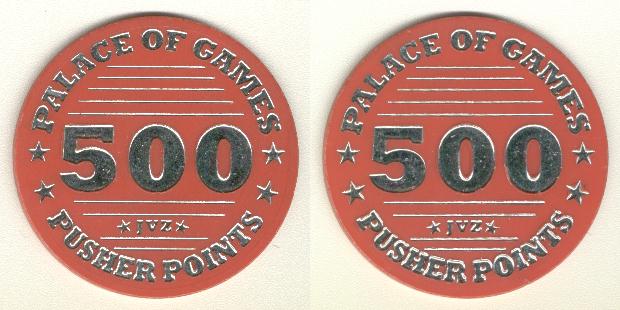 PALACE OF GAMES
500
★ JVZ ★
PUSHER POINTS
PALACE OF GAMES
500
★ JVZ ★
PUSHER POINTS